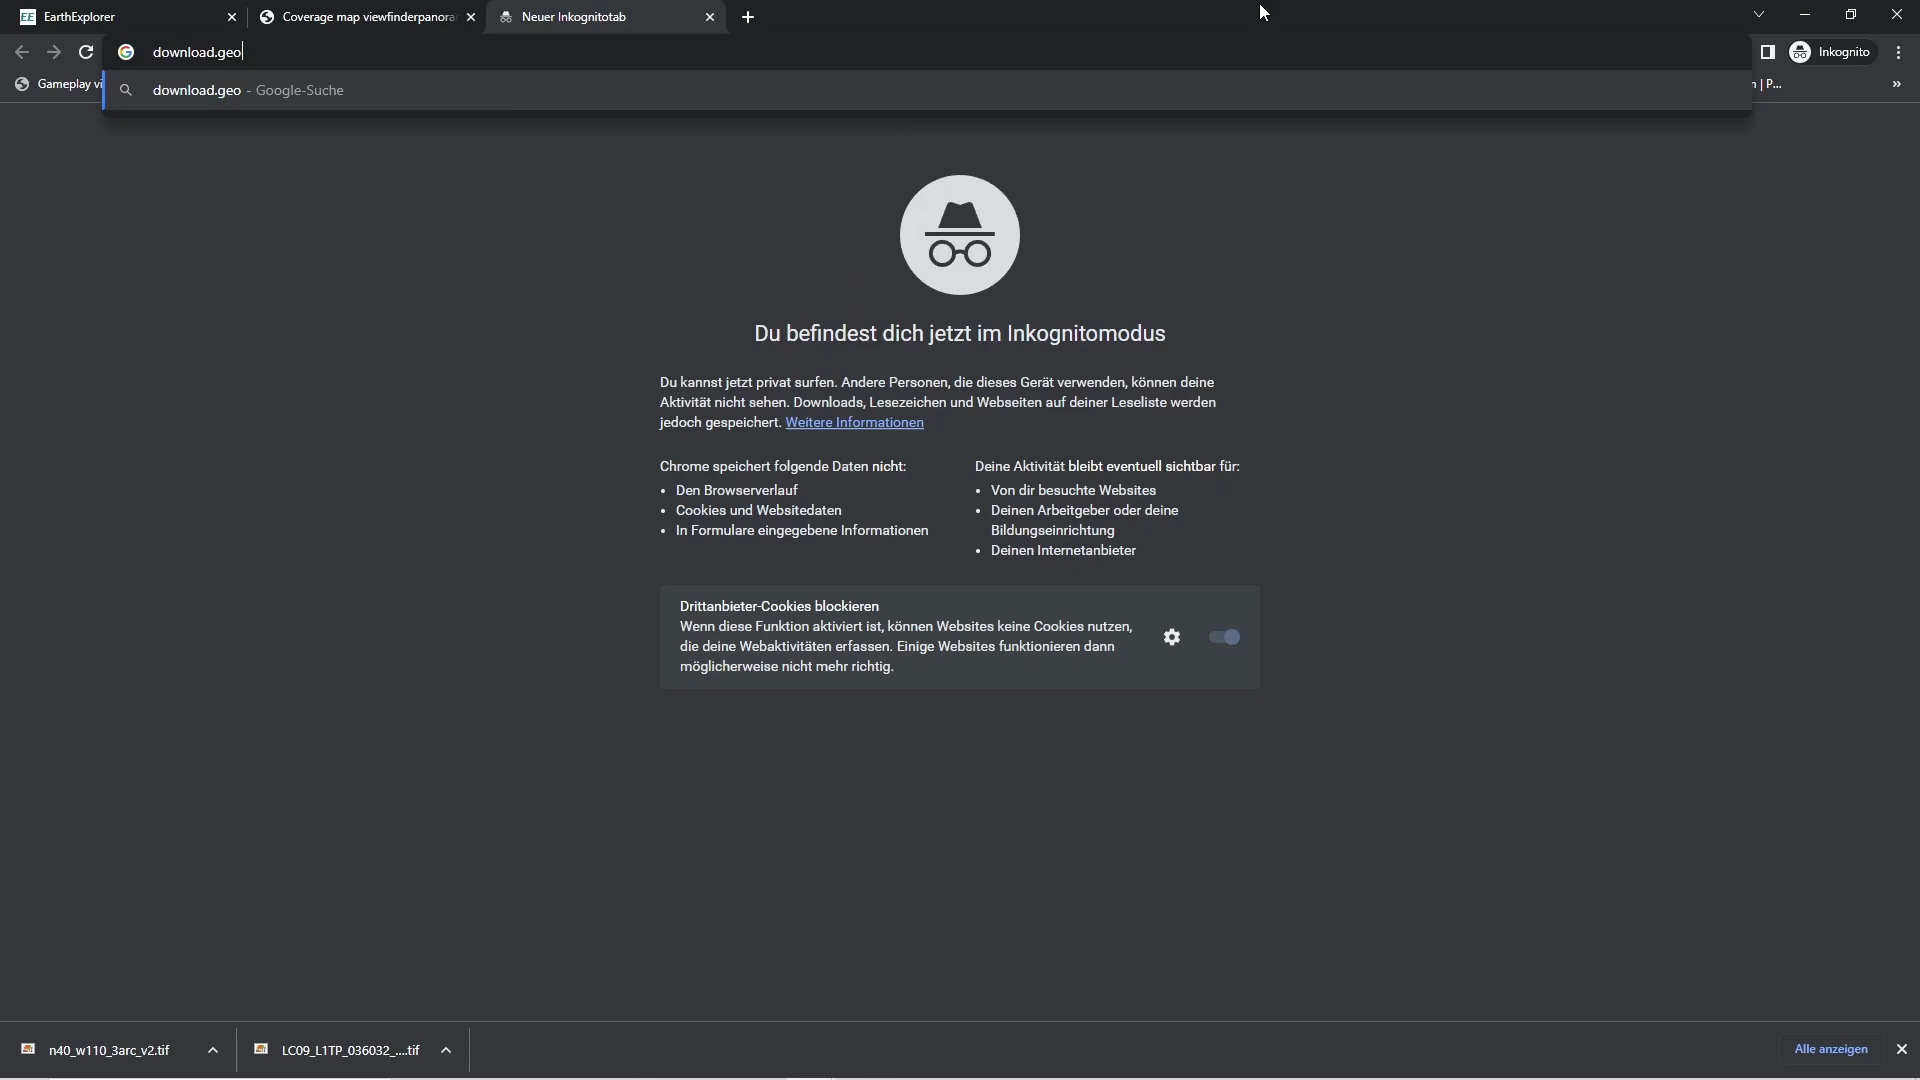 EE EarthExplorer
Coverage map viewfinderpanora
Neuer Inkognitotab
download.geo
Inkognito
Gameplay vi
| P...
download.geo - Google-Suche
Du befindest dich jetzt im Inkognitomodus
Du kannst jetzt privat surfen. Andere Personen, die dieses Gerät verwenden, können deine
Aktivität nicht sehen. Downloads, Lesezeichen und Webseiten auf deiner Leseliste werden
jedoch gespeichert. Weitere Informationen
Chrome speichert folgende Daten nicht:
• Den Browserverlauf
• Cookies und Websitedaten
• In Formulare eingegebene Informationen
Deine Aktivität bleibt eventuell sichtbar für:
• Von dir besuchte Websites
• Deinen Arbeitgeber oder deine
Bildungseinrichtung
• Deinen Internetanbieter
Drittanbieter-Cookies blockieren
Wenn diese Funktion aktiviert ist, können Websites keine Cookies nutzen,
die deine Webaktivitäten erfassen. Einige Websites funktionieren dann
möglicherweise nicht mehr richtig.
n40_w110_3arc_v2.tif
LC09_L1TP_036032_....tif
Alle anzeigen